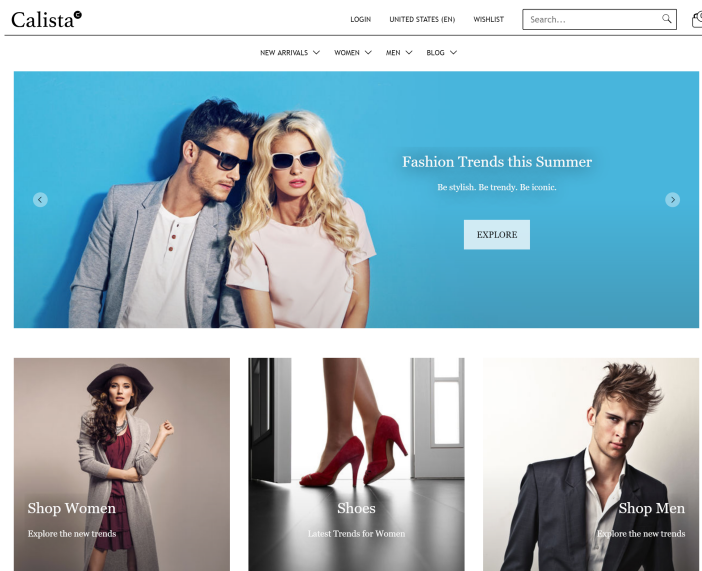 Calista
LOGIN UNITED STATES (EN) WISHLIST Search...
NEW ARRIVALS WOMEN MEN BLOG
Fashion Trends this Summer
Be stylish. Be trendy. Be iconic.
EXPLORE
Shop Women
Explore the new trends
Shoes
Latest Trends for Women
Shop Men
Explore the new trends